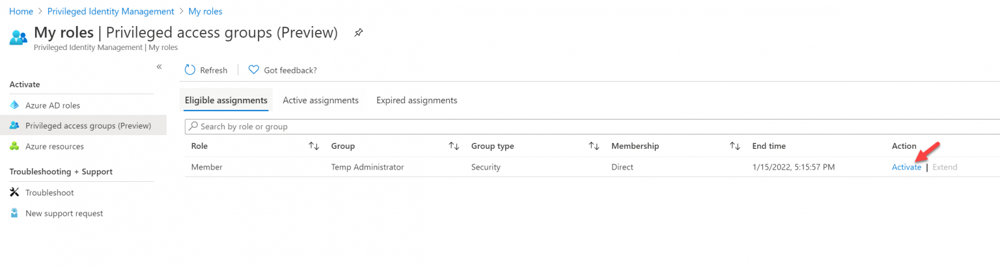 Home > Privileged Identity Management > My roles
My roles | Privileged access groups (Preview)
Privileged Identity Management | My roles
«
Refresh | Got feedback?
Activate
Azure AD roles
Privileged access groups (Preview)
Azure resources
Troubleshooting + Support
Troubleshoot
New support request
Eligible assignments Active assignments Expired assignments
Search by role or group
Role Group Group type Membership End time Action
Member Temp Administrator Security Direct 1/15/2022, 5:15:57 PM Activate | Extend